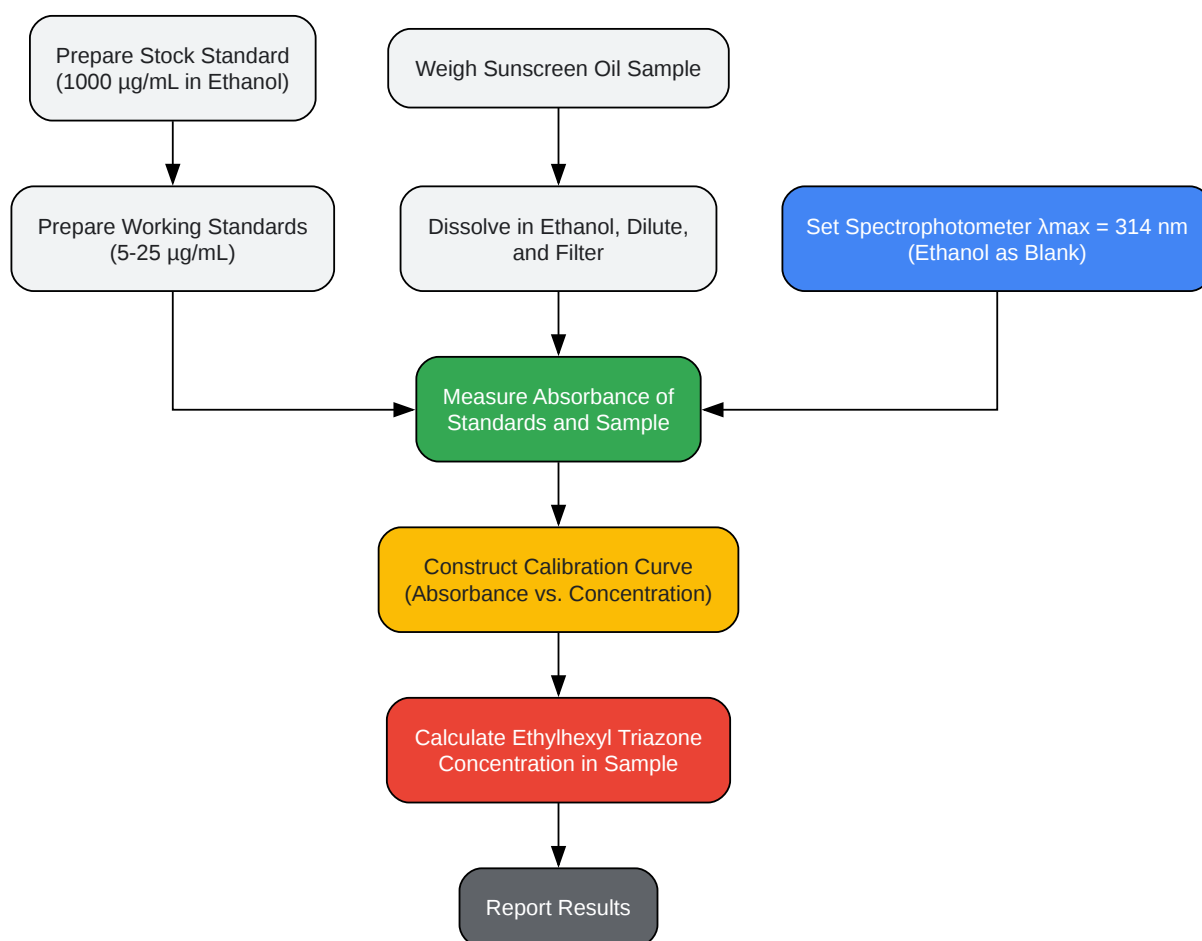 Prepare Stock Standard
(1000 µg/mL in Ethanol)
Weigh Sunscreen Oil Sample
Prepare Working Standards
(5-25 µg/mL)
Dissolve in Ethanol, Dilute,
and Filter
Set Spectrophotometer λmax = 314 nm
(Ethanol as Blank)
Measure Absorbance of
Standards and Sample
Construct Calibration Curve
(Absorbance vs. Concentration)
Calculate Ethylhexyl Triazone
Concentration in Sample
Report Results